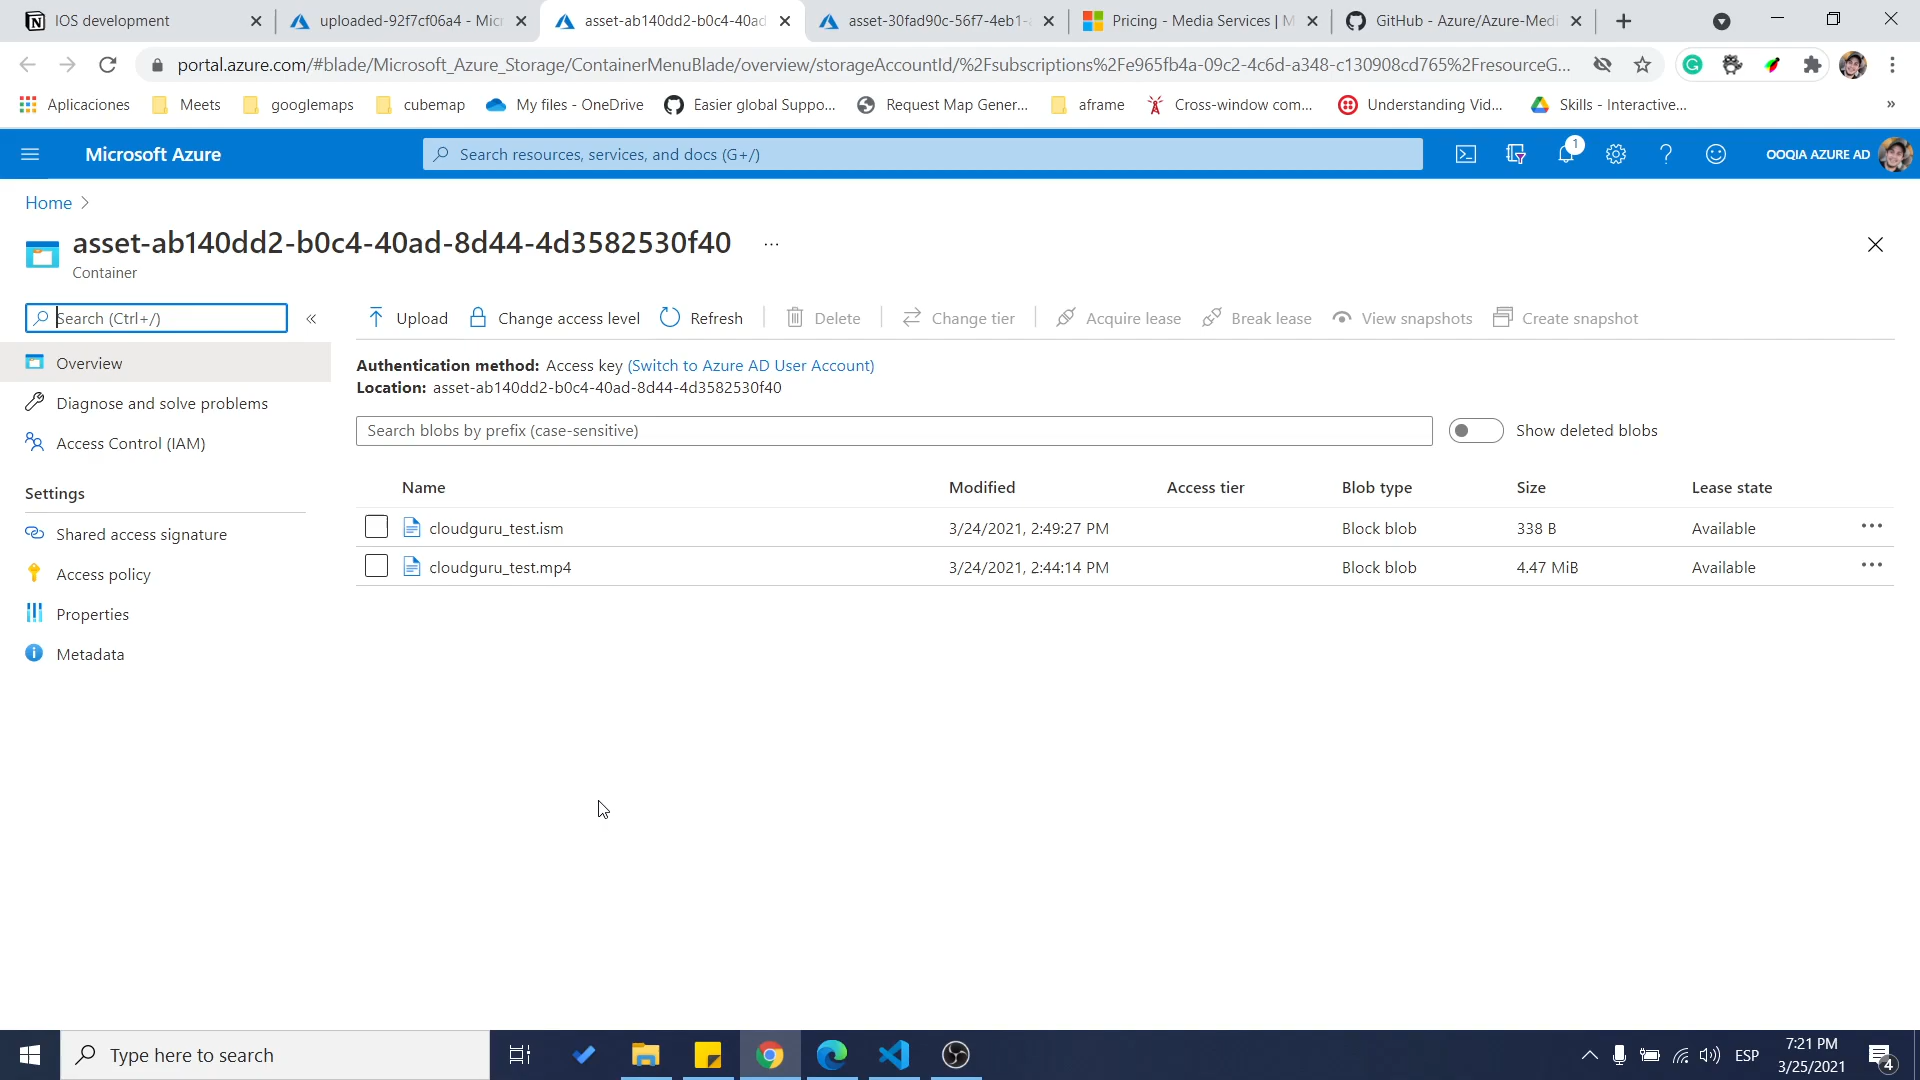 IOS development
uploaded-92f7cf06a4 - Mic
asset-ab140dd2-b0c4-40ad
asset-30fad90c-56f7-4eb1-
Pricing - Media Services | M
GitHub - Azure/Azure-Medi
portal.azure.com/#blade/Microsoft_Azure_Storage/ContainerMenuBlade/overview/storageAccountId/%2Fsubscriptions%2Fe965fb4a-09c2-4c6d-a348-c130908cd765%2FresourceG...
Aplicaciones
Meets
googlemaps
cubemap
My files - OneDrive
Easier global Suppo...
Request Map Gener...
aframe
Cross-window com...
Understanding Vid...
Skills - Interactive...
»
Microsoft Azure
Search resources, services, and docs (G+/)
1
OOQIA AZURE AD
Home
asset-ab140dd2-b0c4-40ad-8d44-4d3582530f40
...
Container
Search (Ctrl+/)
«
Upload
Change access level
Refresh
Delete
Change tier
Acquire lease
Break lease
View snapshots
Create snapshot
Overview
Diagnose and solve problems
Access Control (IAM)
Settings
Shared access signature
Access policy
Properties
Metadata
Authentication method: Access key (Switch to Azure AD User Account)
Location: asset-ab140dd2-b0c4-40ad-8d44-4d3582530f40
Search blobs by prefix (case-sensitive)
Show deleted blobs
Name Modified Access tier Blob type Size Lease state
cloudguru_test.ism 3/24/2021, 2:49:27 PM Block blob 338 B Available
cloudguru_test.mp4 3/24/2021, 2:44:14 PM Block blob 4.47 MiB Available
Type here to search
ESP
7:21 PM
3/25/2021
4